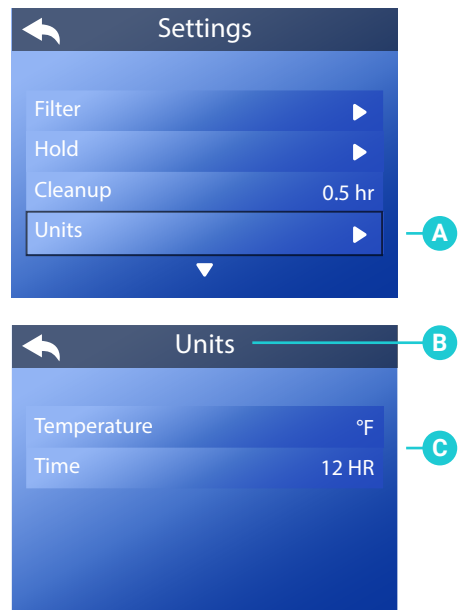 Settings
Filter
Hold
Cleanup 0.5 hr
Units
A
Units
B
Temperature °F
Time 12 HR
C